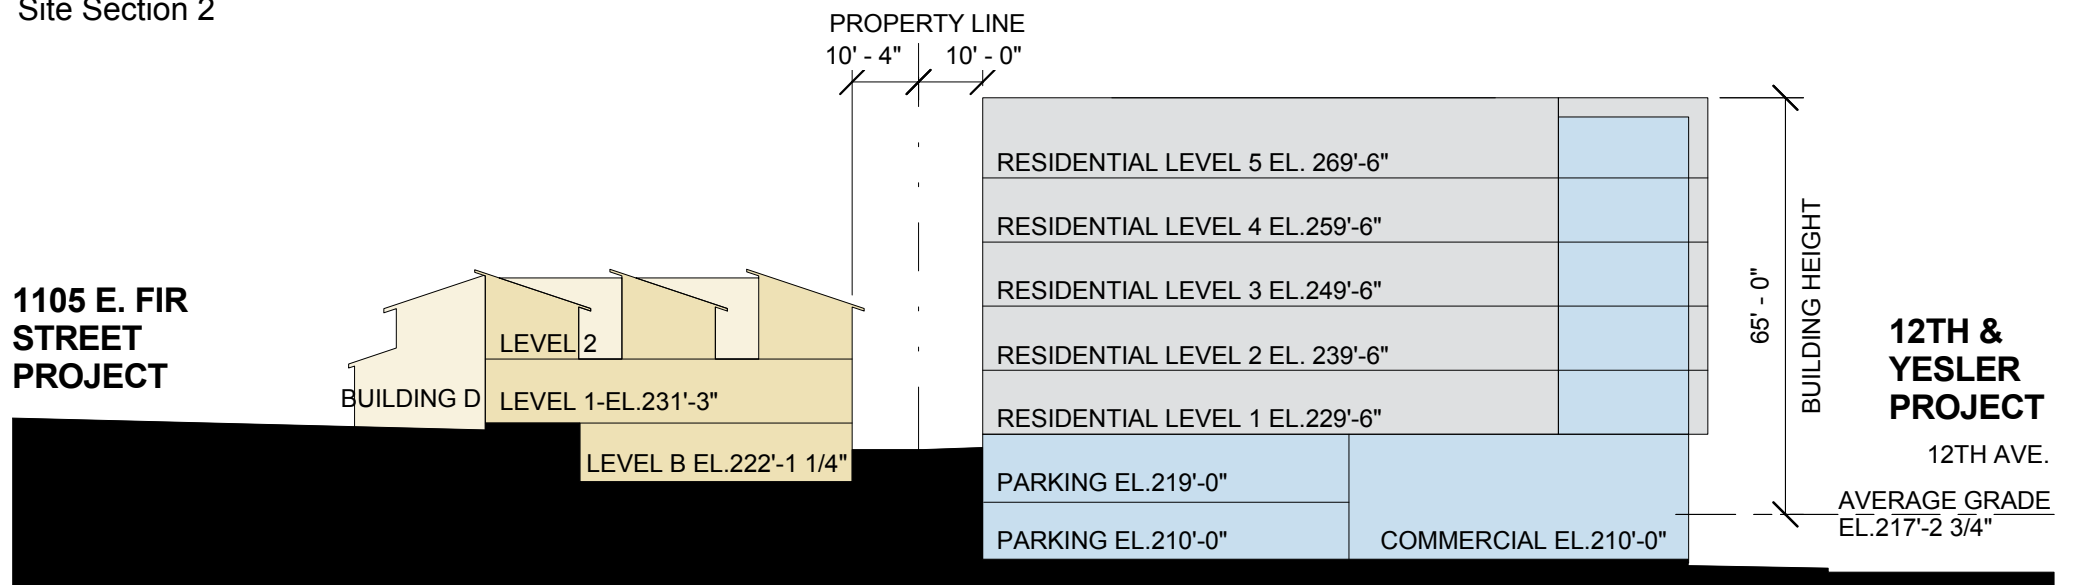 Site Section 2
PROPERTY LINE
10' - 4" 10' - 0"
RESIDENTIAL LEVEL 5 EL. 269'-6"
RESIDENTIAL LEVEL 4 EL.259'-6"
RESIDENTIAL LEVEL 3 EL.249'-6"
RESIDENTIAL LEVEL 2 EL. 239'-6"
RESIDENTIAL LEVEL 1 EL.229'-6"
PARKING EL.219'-0"
PARKING EL.210'-0"
COMMERCIAL EL.210'-0"
1105 E. FIR
STREET
PROJECT
LEVEL 2
BUILDING D
LEVEL 1-EL.231'-3"
LEVEL B EL.222'-1 1/4"
65' - 0"
BUILDING HEIGHT
12TH &
YESLER
PROJECT
12TH AVE.
AVERAGE GRADE
EL.217'-2 3/4"